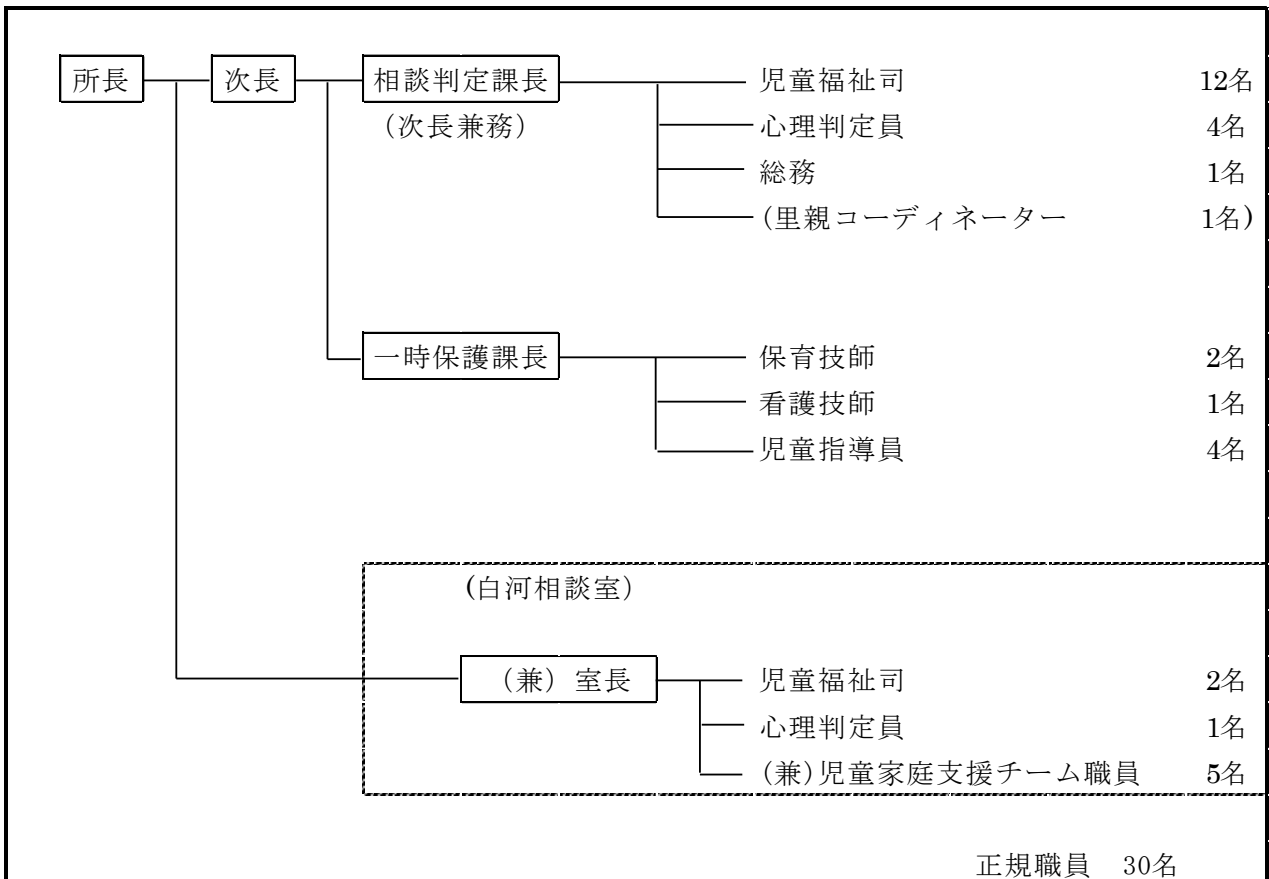 所長 次長 相談判定課長 児童福祉司 12名
(次長兼務) 心理判定員 4名
総務 1名
(里親コーディネーター 1名)
一時保護課長 保育技師 2名
看護技師 1名
児童指導員 4名
(白河相談室)
(兼) 室長 児童福祉司 2名
心理判定員 1名
(兼)児童家庭支援チーム職員 5名
正規職員 30名